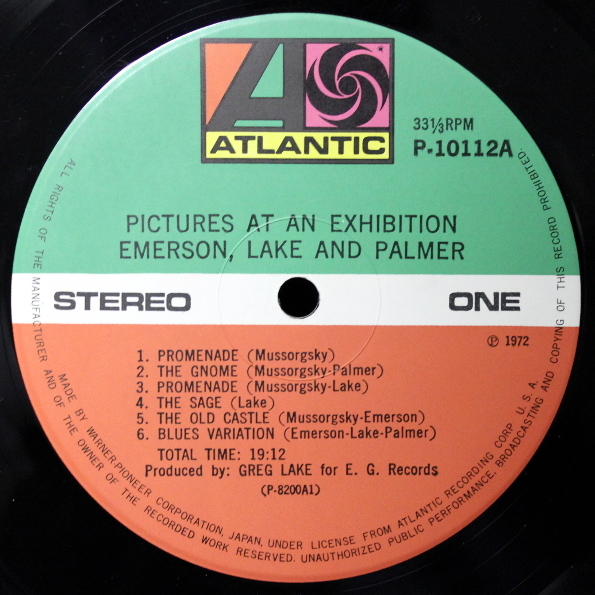 ATLANTIC
33⅓RPM
P-10112A
PICTURES AT AN EXHIBITION
EMERSON, LAKE AND PALMER
STEREO ONE
℗ 1972
1. PROMENADE (Mussorgsky)
2. THE GNOME (Mussorgsky-Palmer)
3. PROMENADE (Mussorgsky-Lake)
4. THE SAGE (Lake)
5. THE OLD CASTLE (Mussorgsky-Emerson)
6. BLUES VARIATION (Emerson-Lake-Palmer)
TOTAL TIME: 19:12
Produced by: GREG LAKE for E. G. Records
(P-8200A1)
MADE BY WARNER-PIONEER CORPORATION, JAPAN, UNDER LICENSE FROM ATLANTIC RECORDING CORP. U. S. A.
ALL RIGHTS OF THE MANUFACTURER AND OF THE OWNER OF THE RECORDED WORK RESERVED. UNAUTHORIZED PUBLIC PERFORMANCE, BROADCASTING AND COPYING OF THIS RECORD PROHIBITED.